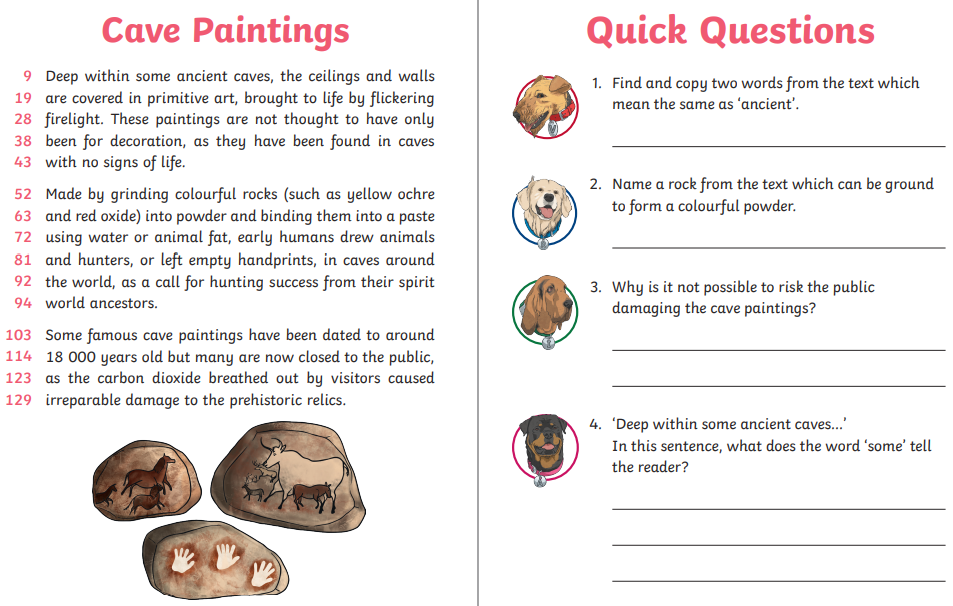 Cave Paintings
9 Deep within some ancient caves, the ceilings and walls
19 are covered in primitive art, brought to life by flickering
28 firelight. These paintings are not thought to have only
38 been for decoration, as they have been found in caves
43 with no signs of life.
52 Made by grinding colourful rocks (such as yellow ochre
63 and red oxide) into powder and binding them into a paste
72 using water or animal fat, early humans drew animals
81 and hunters, or left empty handprints, in caves around
92 the world, as a call for hunting success from their spirit
94 world ancestors.
103 Some famous cave paintings have been dated to around
114 18 000 years old but many are now closed to the public,
123 as the carbon dioxide breathed out by visitors caused
129 irreparable damage to the prehistoric relics.
Quick Questions
1. Find and copy two words from the text which
mean the same as ‘ancient’.
2. Name a rock from the text which can be ground
to form a colourful powder.
3. Why is it not possible to risk the public
damaging the cave paintings?
4. ‘Deep within some ancient caves...’
In this sentence, what does the word ‘some’ tell
the reader?